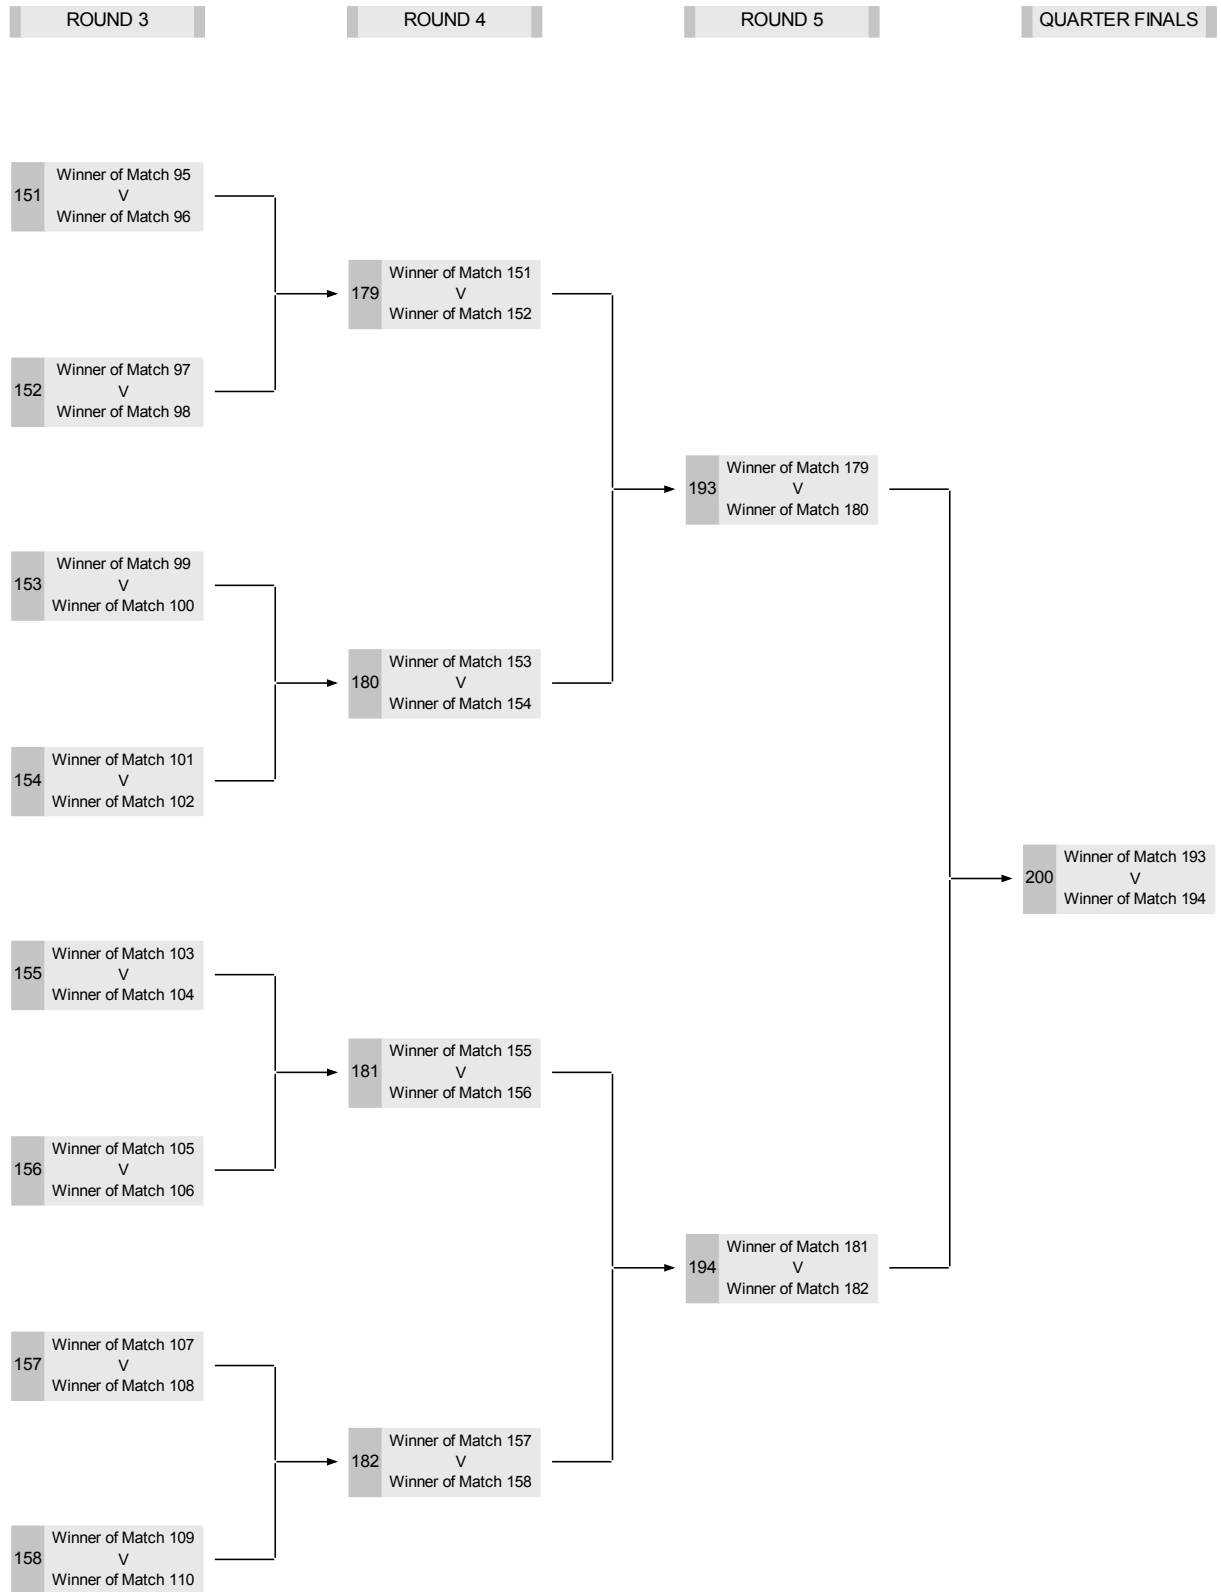 ROUND 3
ROUND 4
ROUND 5
QUARTER FINALS
151
Winner of Match 95
V
Winner of Match 96
152
Winner of Match 97
V
Winner of Match 98
153
Winner of Match 99
V
Winner of Match 100
154
Winner of Match 101
V
Winner of Match 102
155
Winner of Match 103
V
Winner of Match 104
156
Winner of Match 105
V
Winner of Match 106
157
Winner of Match 107
V
Winner of Match 108
158
Winner of Match 109
V
Winner of Match 110
179
Winner of Match 151
V
Winner of Match 152
180
Winner of Match 153
V
Winner of Match 154
181
Winner of Match 155
V
Winner of Match 156
182
Winner of Match 157
V
Winner of Match 158
193
Winner of Match 179
V
Winner of Match 180
194
Winner of Match 181
V
Winner of Match 182
200
Winner of Match 193
V
Winner of Match 194